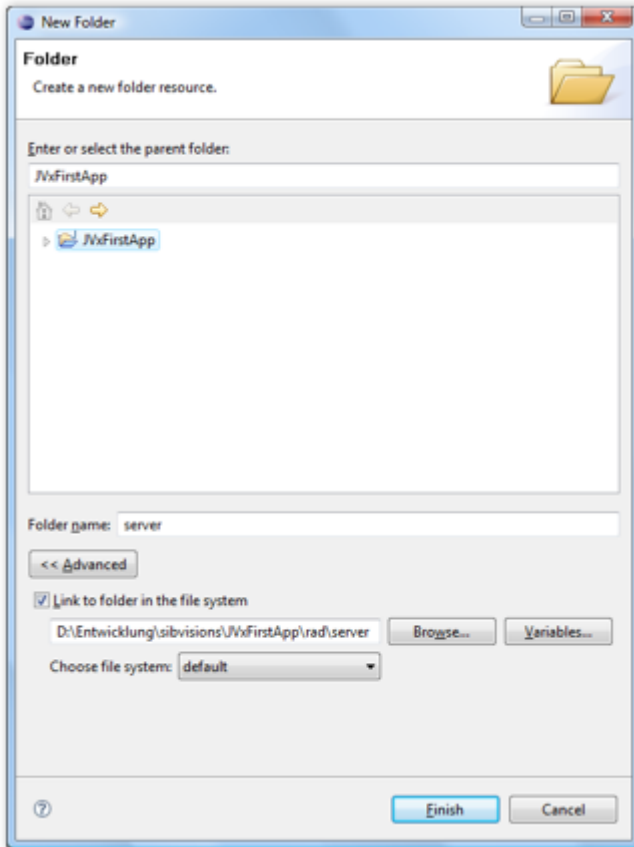 New Folder
Folder
Create a new folder resource.
Enter or select the parent folder:
JVxFirstApp
JVxFirstApp
Folder name: server
<< Advanced
Link to folder in the file system
D:\Entwicklung\sibvisions\JVxFirstApp\rad\server Browse... Variables...
Choose file system: default
Finish Cancel